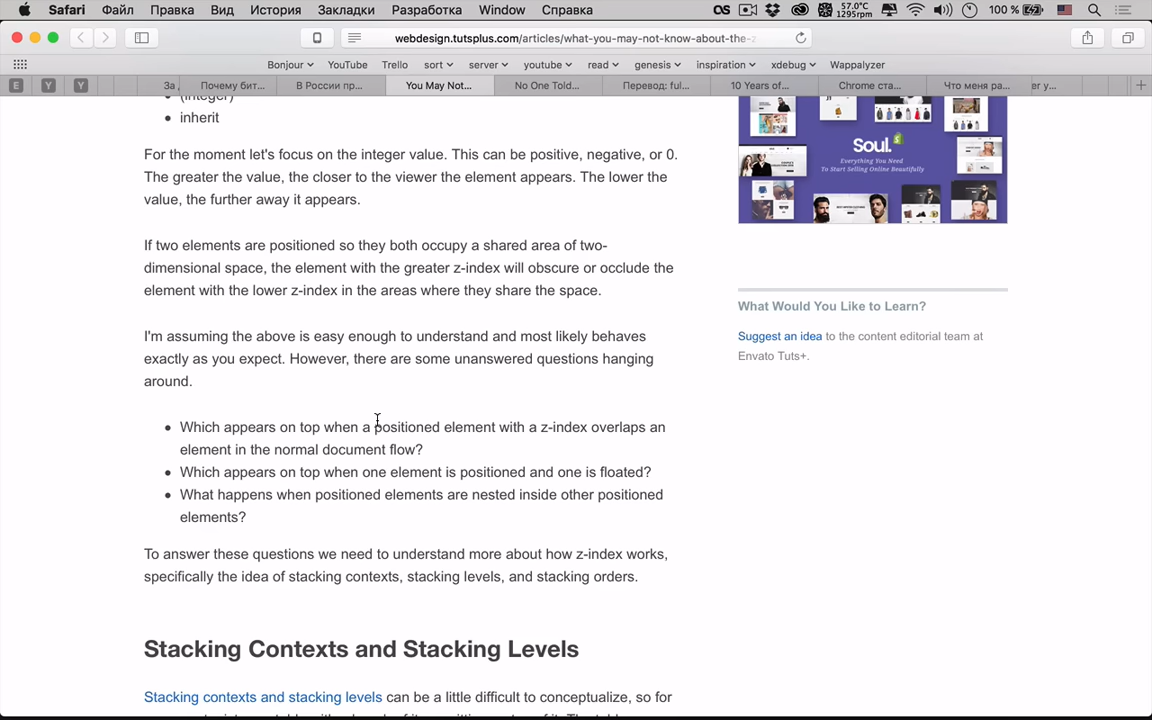 Safari Файл Правка Вид История Закладки Разработка Window Справка
OS 57.0°C 1295rpm 100 %
webdesign.tutsplus.com/articles/what-you-may-not-know-about-the-z
Bonjour YouTube Trello sort server youtube read genesis inspiration xdebug Wappalyzer
E Y Y За Почему бит... В России пр... You May Not... No One Told... Перевод: ful... 10 Years of... Chrome ста... Что меня ра... er y...
(integer)
inherit
For the moment let's focus on the integer value. This can be positive, negative, or 0.
The greater the value, the closer to the viewer the element appears. The lower the
value, the further away it appears.
If two elements are positioned so they both occupy a shared area of two-
dimensional space, the element with the greater z-index will obscure or occlude the
element with the lower z-index in the areas where they share the space.
I'm assuming the above is easy enough to understand and most likely behaves
exactly as you expect. However, there are some unanswered questions hanging
around.
Which appears on top when a positioned element with a z-index overlaps an
element in the normal document flow?
Which appears on top when one element is positioned and one is floated?
What happens when positioned elements are nested inside other positioned
elements?
To answer these questions we need to understand more about how z-index works,
specifically the idea of stacking contexts, stacking levels, and stacking orders.
Stacking Contexts and Stacking Levels
Stacking contexts and stacking levels can be a little difficult to conceptualize, so for
Soul.
Everything You Need
To Start Selling Online Beautifully
What Would You Like to Learn?
Suggest an idea to the content editorial team at
Envato Tuts+.